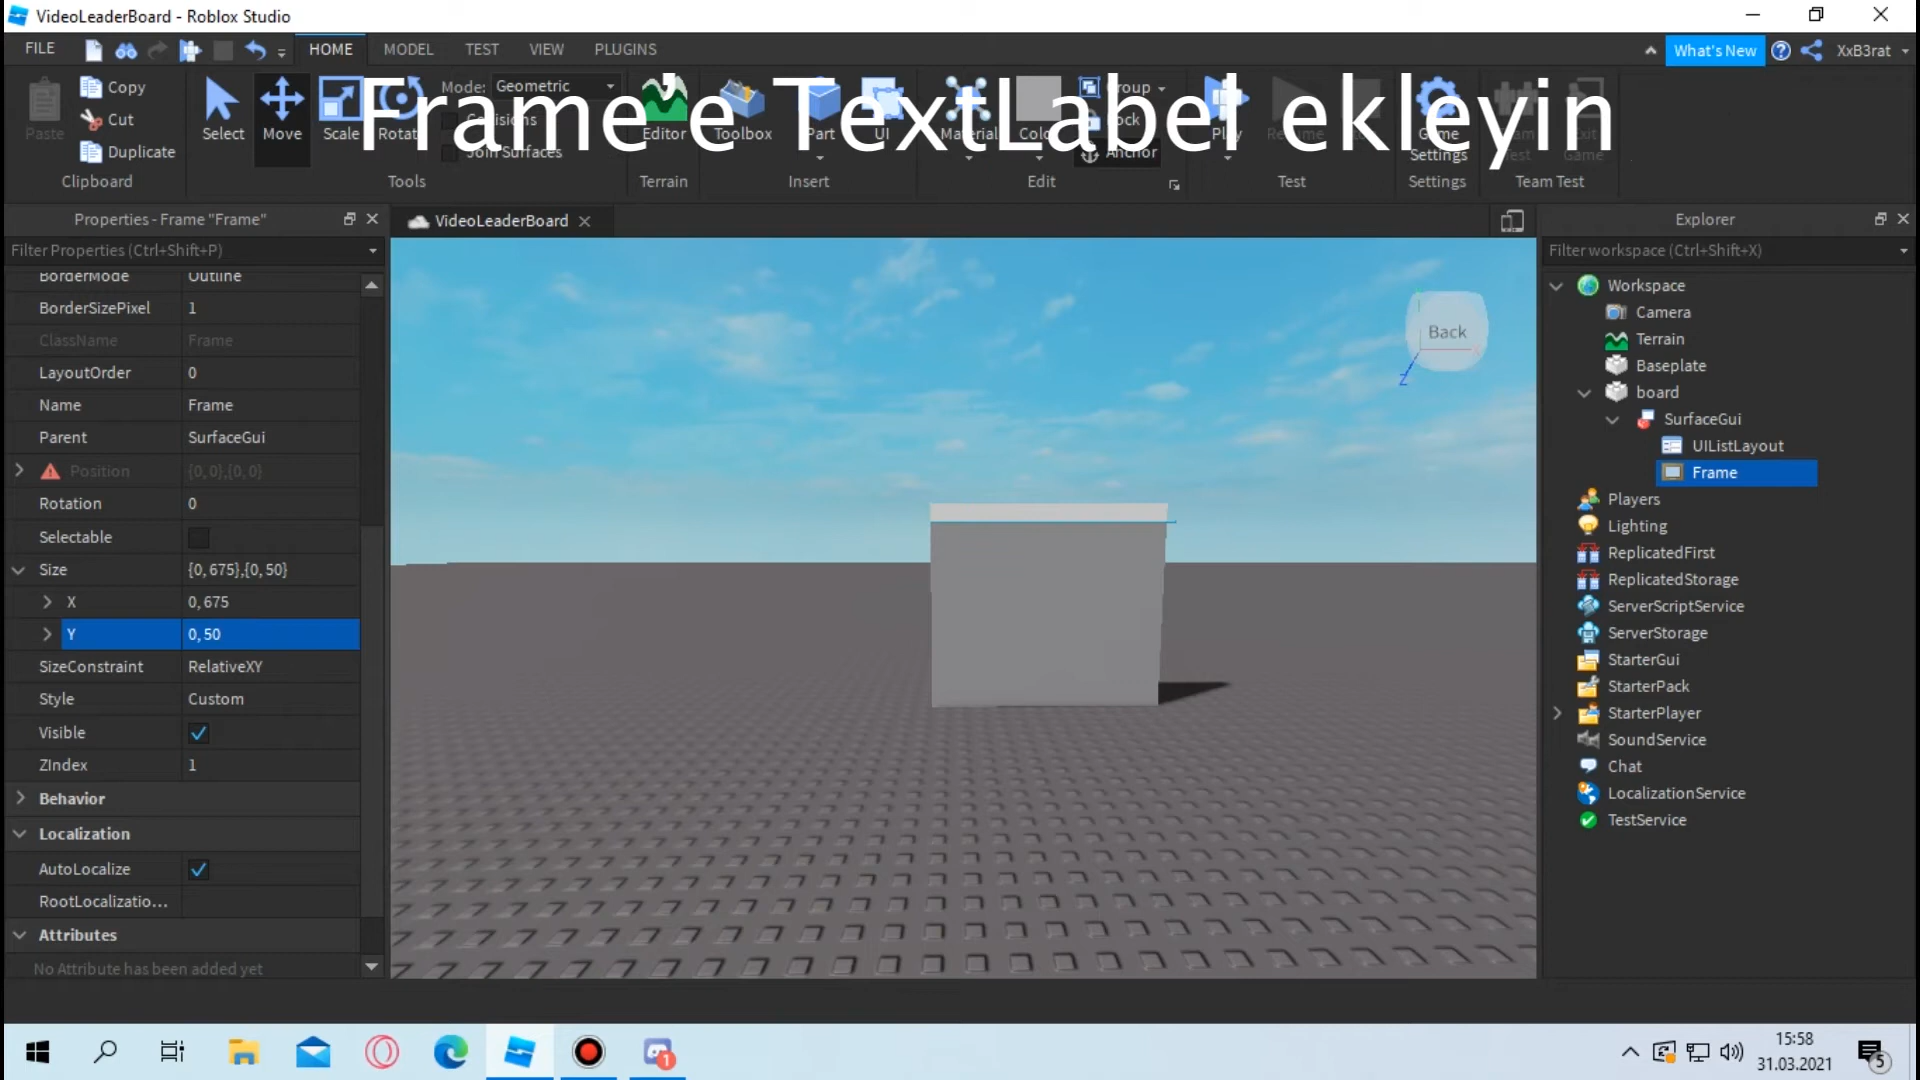 VideoLeaderBoard - Roblox Studio
FILE
HOME
MODEL
TEST
VIEW
PLUGINS
What's New
XxB3rat
Frame'e TextLabel ekleyin
Paste
Copy
Cut
Duplicate
Clipboard
Select
Move
Scale
Rotate
Mode:
Geometric
Collisions
Join Surfaces
Tools
Editor
Terrain
Toolbox
Part
UI
Insert
Material
Color
Group
Lock
Anchor
Edit
Play
Resume
Test
Game
Settings
Settings
Team
Test
Exit
Game
Team Test
Properties - Frame "Frame"
Filter Properties (Ctrl+Shift+P)
BorderMode Outline
BorderSizePixel 1
ClassName Frame
LayoutOrder 0
Name Frame
Parent SurfaceGui
Position {0, 0},{0, 0}
Rotation 0
Selectable
Size {0, 675},{0, 50}
X 0, 675
Y 0, 50
SizeConstraint RelativeXY
Style Custom
Visible
ZIndex 1
Behavior
Localization
AutoLocalize
RootLocalizatio...
Attributes
No Attribute has been added yet
VideoLeaderBoard
Back
Z
Explorer
Filter workspace (Ctrl+Shift+X)
Workspace
Camera
Terrain
Baseplate
board
SurfaceGui
UIListLayout
Frame
Players
Lighting
ReplicatedFirst
ReplicatedStorage
ServerScriptService
ServerStorage
StarterGui
StarterPack
StarterPlayer
SoundService
Chat
LocalizationService
TestService
1
15:58
31.03.2021
5